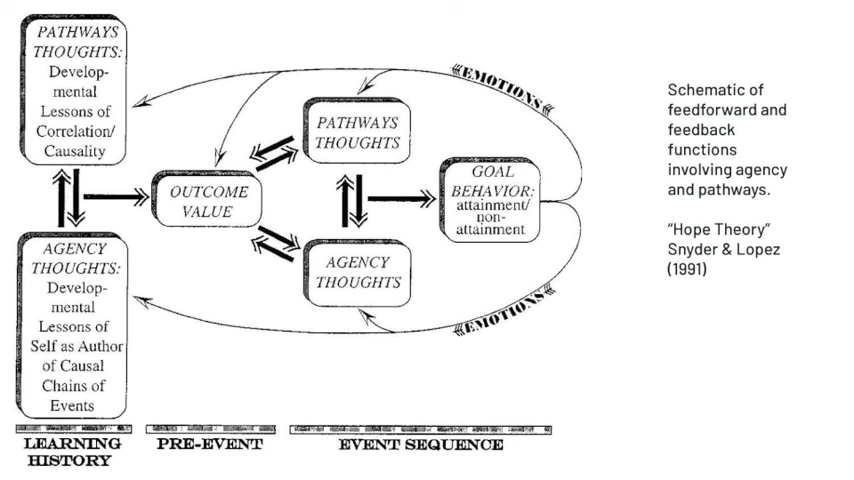 PATHWAYS
THOUGHTS:
Develop-
mental
Lessons of
Correlation/
Causality
AGENCY
THOUGHTS:
Develop-
mental
Lessons of
Self as Author
of Causal
Chains of
Events
OUTCOME
VALUE
PATHWAYS
THOUGHTS
AGENCY
THOUGHTS
GOAL
BEHAVIOR:
attainment/
non-
attainment
EMOTIONS
EMOTIONS
LEARNING
HISTORY
PRE-EVENT
EVENT SEQUENCE
Schematic of
feedforward and
feedback
functions
involving agency
and pathways.
“Hope Theory”
Snyder & Lopez
(1991)